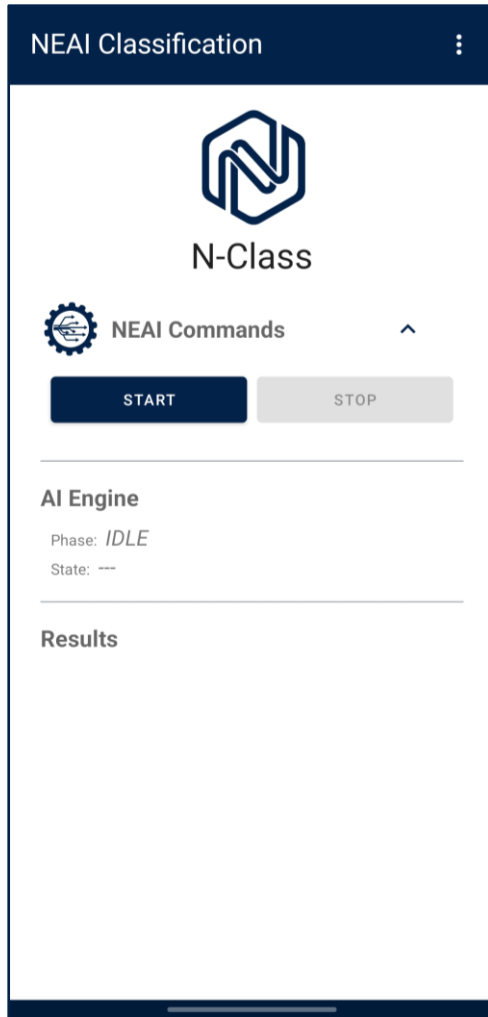 NEAI Classification
N-Class
NEAI Commands
START STOP
AI Engine
Phase: IDLE
State: ---
Results